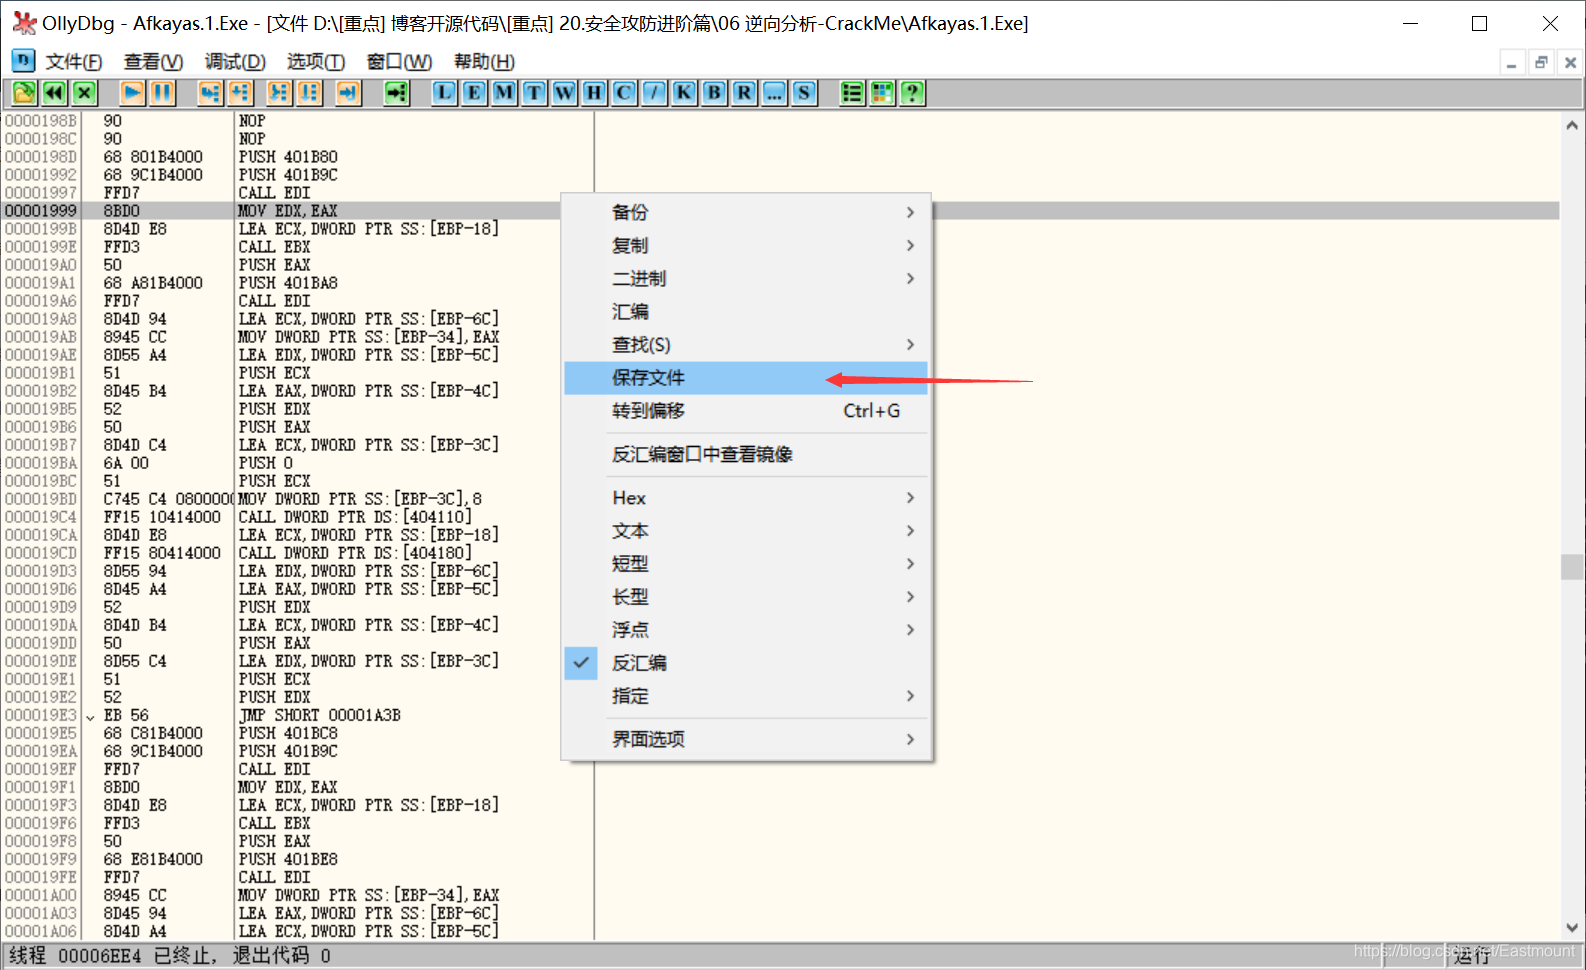 OllyDbg - Afkayas.1.Exe - [文件 D:\[重点] 博客开源代码\[重点] 20.安全攻防进阶篇\06 逆向分析-CrackMe\Afkayas.1.Exe]
文件(F) 查看(V) 调试(D) 选项(T) 窗口(W) 帮助(H)
L E M T W H C / K B R ... S ?
0000198B 90 NOP
0000198C 90 NOP
0000198D 68 801B4000 PUSH 401B80
00001992 68 9C1B4000 PUSH 401B9C
00001997 FFD7 CALL EDI
00001999 8BD0 MOV EDX,EAX
0000199B 8D4D E8 LEA ECX,DWORD PTR SS:[EBP-18]
0000199E FFD3 CALL EBX
000019A0 50 PUSH EAX
000019A1 68 A81B4000 PUSH 401BA8
000019A6 FFD7 CALL EDI
000019A8 8D4D 94 LEA ECX,DWORD PTR SS:[EBP-6C]
000019AB 8945 CC MOV DWORD PTR SS:[EBP-34],EAX
000019AE 8D55 A4 LEA EDX,DWORD PTR SS:[EBP-5C]
000019B1 51 PUSH ECX
000019B2 8D45 B4 LEA EAX,DWORD PTR SS:[EBP-4C]
000019B5 52 PUSH EDX
000019B6 50 PUSH EAX
000019B7 8D4D C4 LEA ECX,DWORD PTR SS:[EBP-3C]
000019BA 6A 00 PUSH 0
000019BC 51 PUSH ECX
000019BD C745 C4 0800000 MOV DWORD PTR SS:[EBP-3C],8
000019C4 FF15 10414000 CALL DWORD PTR DS:[404110]
000019CA 8D4D E8 LEA ECX,DWORD PTR SS:[EBP-18]
000019CD FF15 80414000 CALL DWORD PTR DS:[404180]
000019D3 8D55 94 LEA EDX,DWORD PTR SS:[EBP-6C]
000019D6 8D45 A4 LEA EAX,DWORD PTR SS:[EBP-5C]
000019D9 52 PUSH EDX
000019DA 8D4D B4 LEA ECX,DWORD PTR SS:[EBP-4C]
000019DD 50 PUSH EAX
000019DE 8D55 C4 LEA EDX,DWORD PTR SS:[EBP-3C]
000019E1 51 PUSH ECX
000019E2 52 PUSH EDX
000019E3 EB 56 JMP SHORT 00001A3B
000019E5 68 C81B4000 PUSH 401BC8
000019EA 68 9C1B4000 PUSH 401B9C
000019EF FFD7 CALL EDI
000019F1 8BD0 MOV EDX,EAX
000019F3 8D4D E8 LEA ECX,DWORD PTR SS:[EBP-18]
000019F6 FFD3 CALL EBX
000019F8 50 PUSH EAX
000019F9 68 E81B4000 PUSH 401BE8
000019FE FFD7 CALL EDI
00001A00 8945 CC MOV DWORD PTR SS:[EBP-34],EAX
00001A03 8D45 94 LEA EAX,DWORD PTR SS:[EBP-6C]
00001A06 8D4D A4 LEA ECX,DWORD PTR SS:[EBP-5C]
备份
复制
二进制
汇编
查找(S)
保存文件
转到偏移 Ctrl+G
反汇编窗口中查看镜像
Hex
文本
短型
长型
浮点
反汇编
指定
界面选项
线程 00006EE4 已终止, 退出代码 0
运行
https://blog.csdn.net/Eastmount